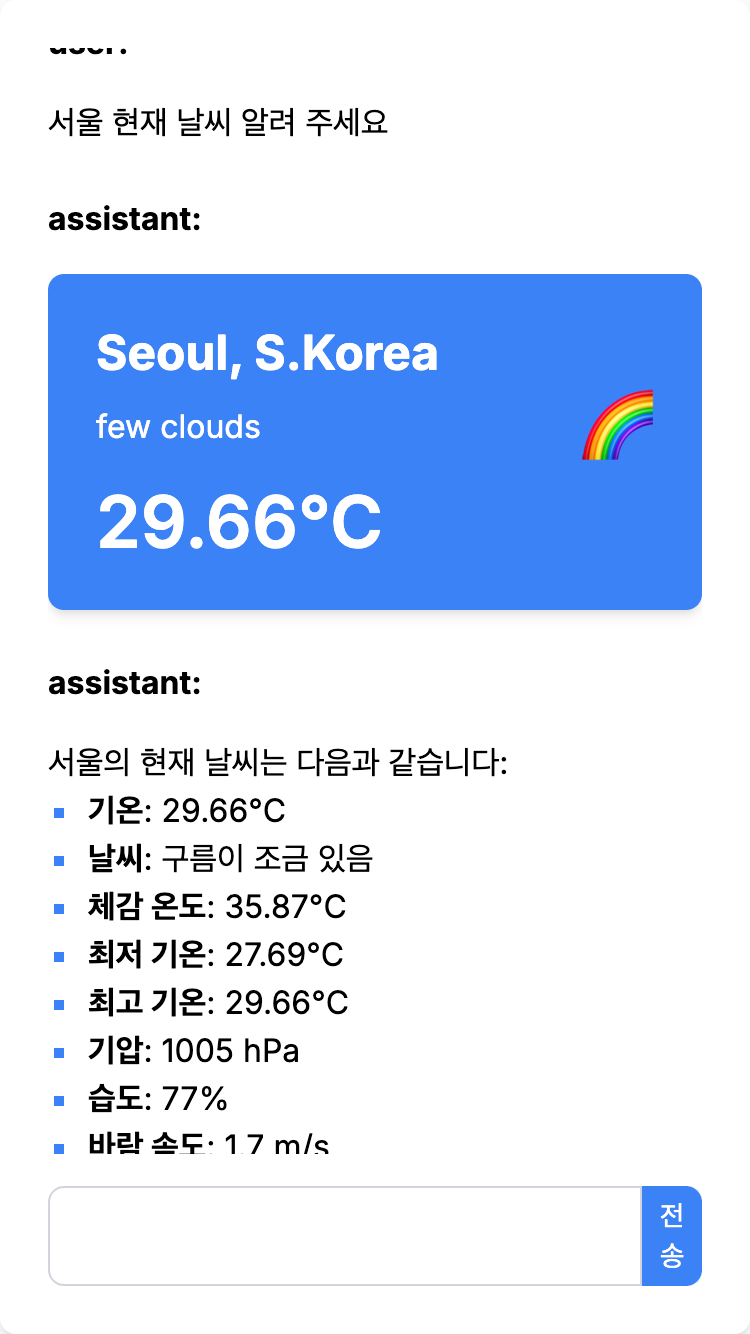 user:
서울 현재 날씨 알려 주세요
assistant:
Seoul, S.Korea
few clouds
29.66°C
assistant:
서울의 현재 날씨는 다음과 같습니다:
기온: 29.66°C
날씨: 구름이 조금 있음
체감 온도: 35.87°C
최저 기온: 27.69°C
최고 기온: 29.66°C
기압: 1005 hPa
습도: 77%
바람 속도: 1.7 m/s
전
송